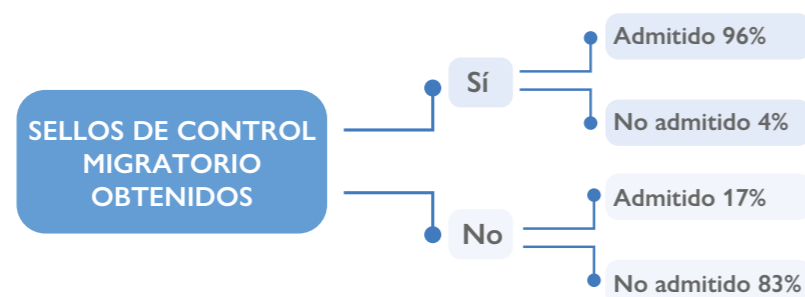 SELLOS DE CONTROL
MIGRATORIO
OBTENIDOS
Sí
Admitido 96%
No admitido 4%
No
Admitido 17%
No admitido 83%